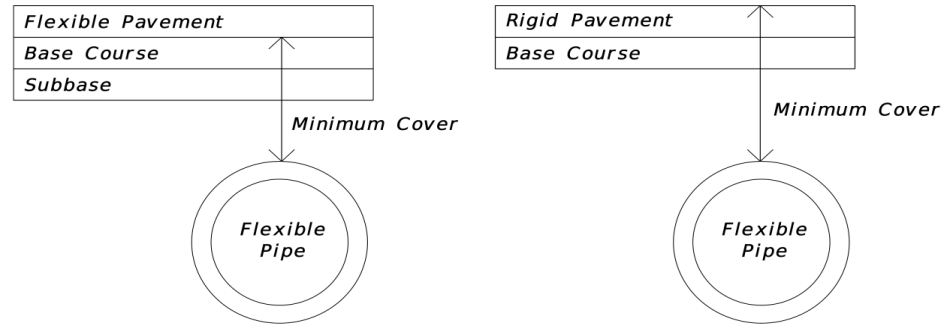 Flexible Pavement
Base Course
Subbase
Minimum Cover
Flexible
Pipe
Rigid Pavement
Base Course
Minimum Cover
Flexible
Pipe